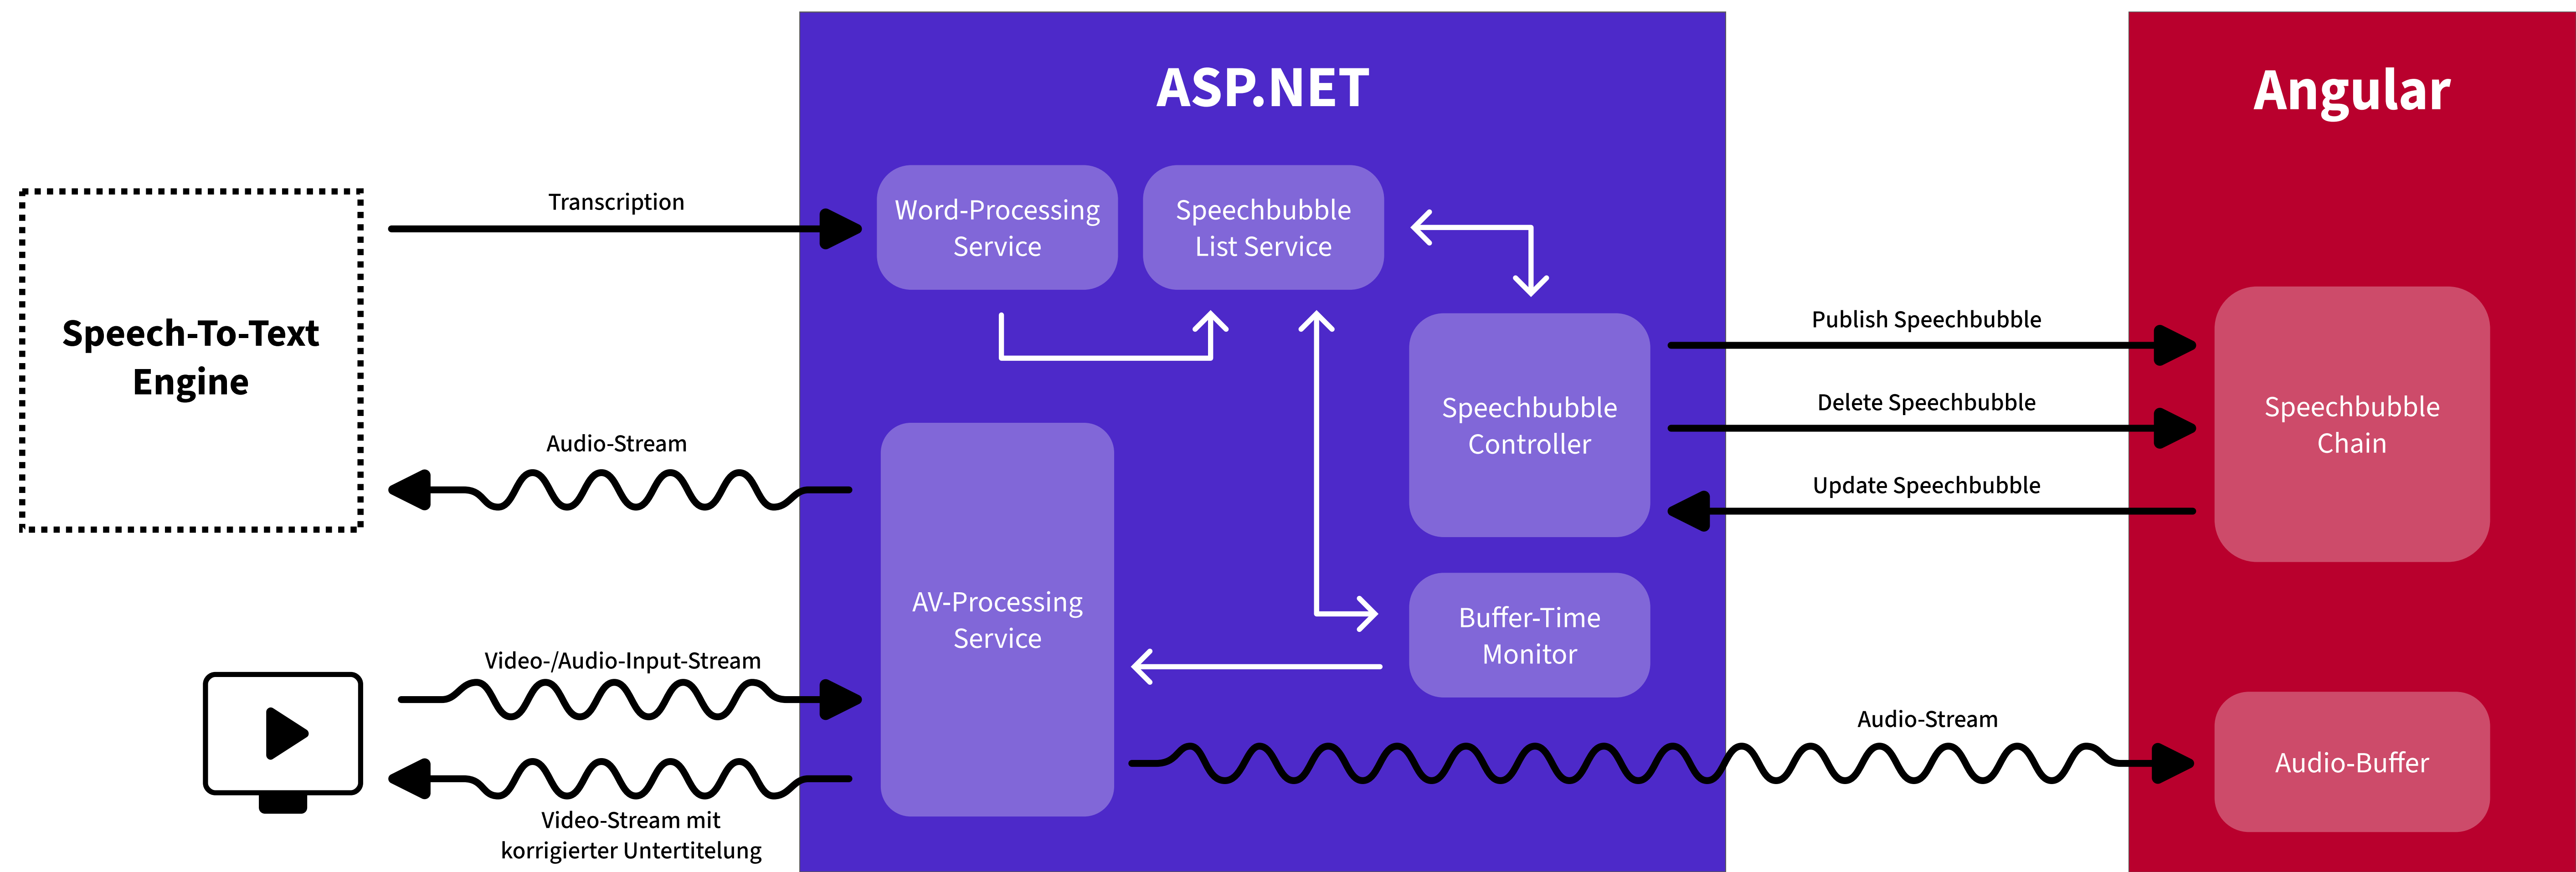 ASP.NET
Angular
Transcription
Word-Processing
Service
Speechbubble
List Service
Speech-To-Text
Engine
Publish Speechbubble
Delete Speechbubble
Update Speechbubble
Speechbubble
Controller
Speechbubble
Chain
Audio-Stream
AV-Processing
Service
Buffer-Time
Monitor
Video-/Audio-Input-Stream
Audio-Stream
Audio-Buffer
Video-Stream mit
korrigierter Untertitelung